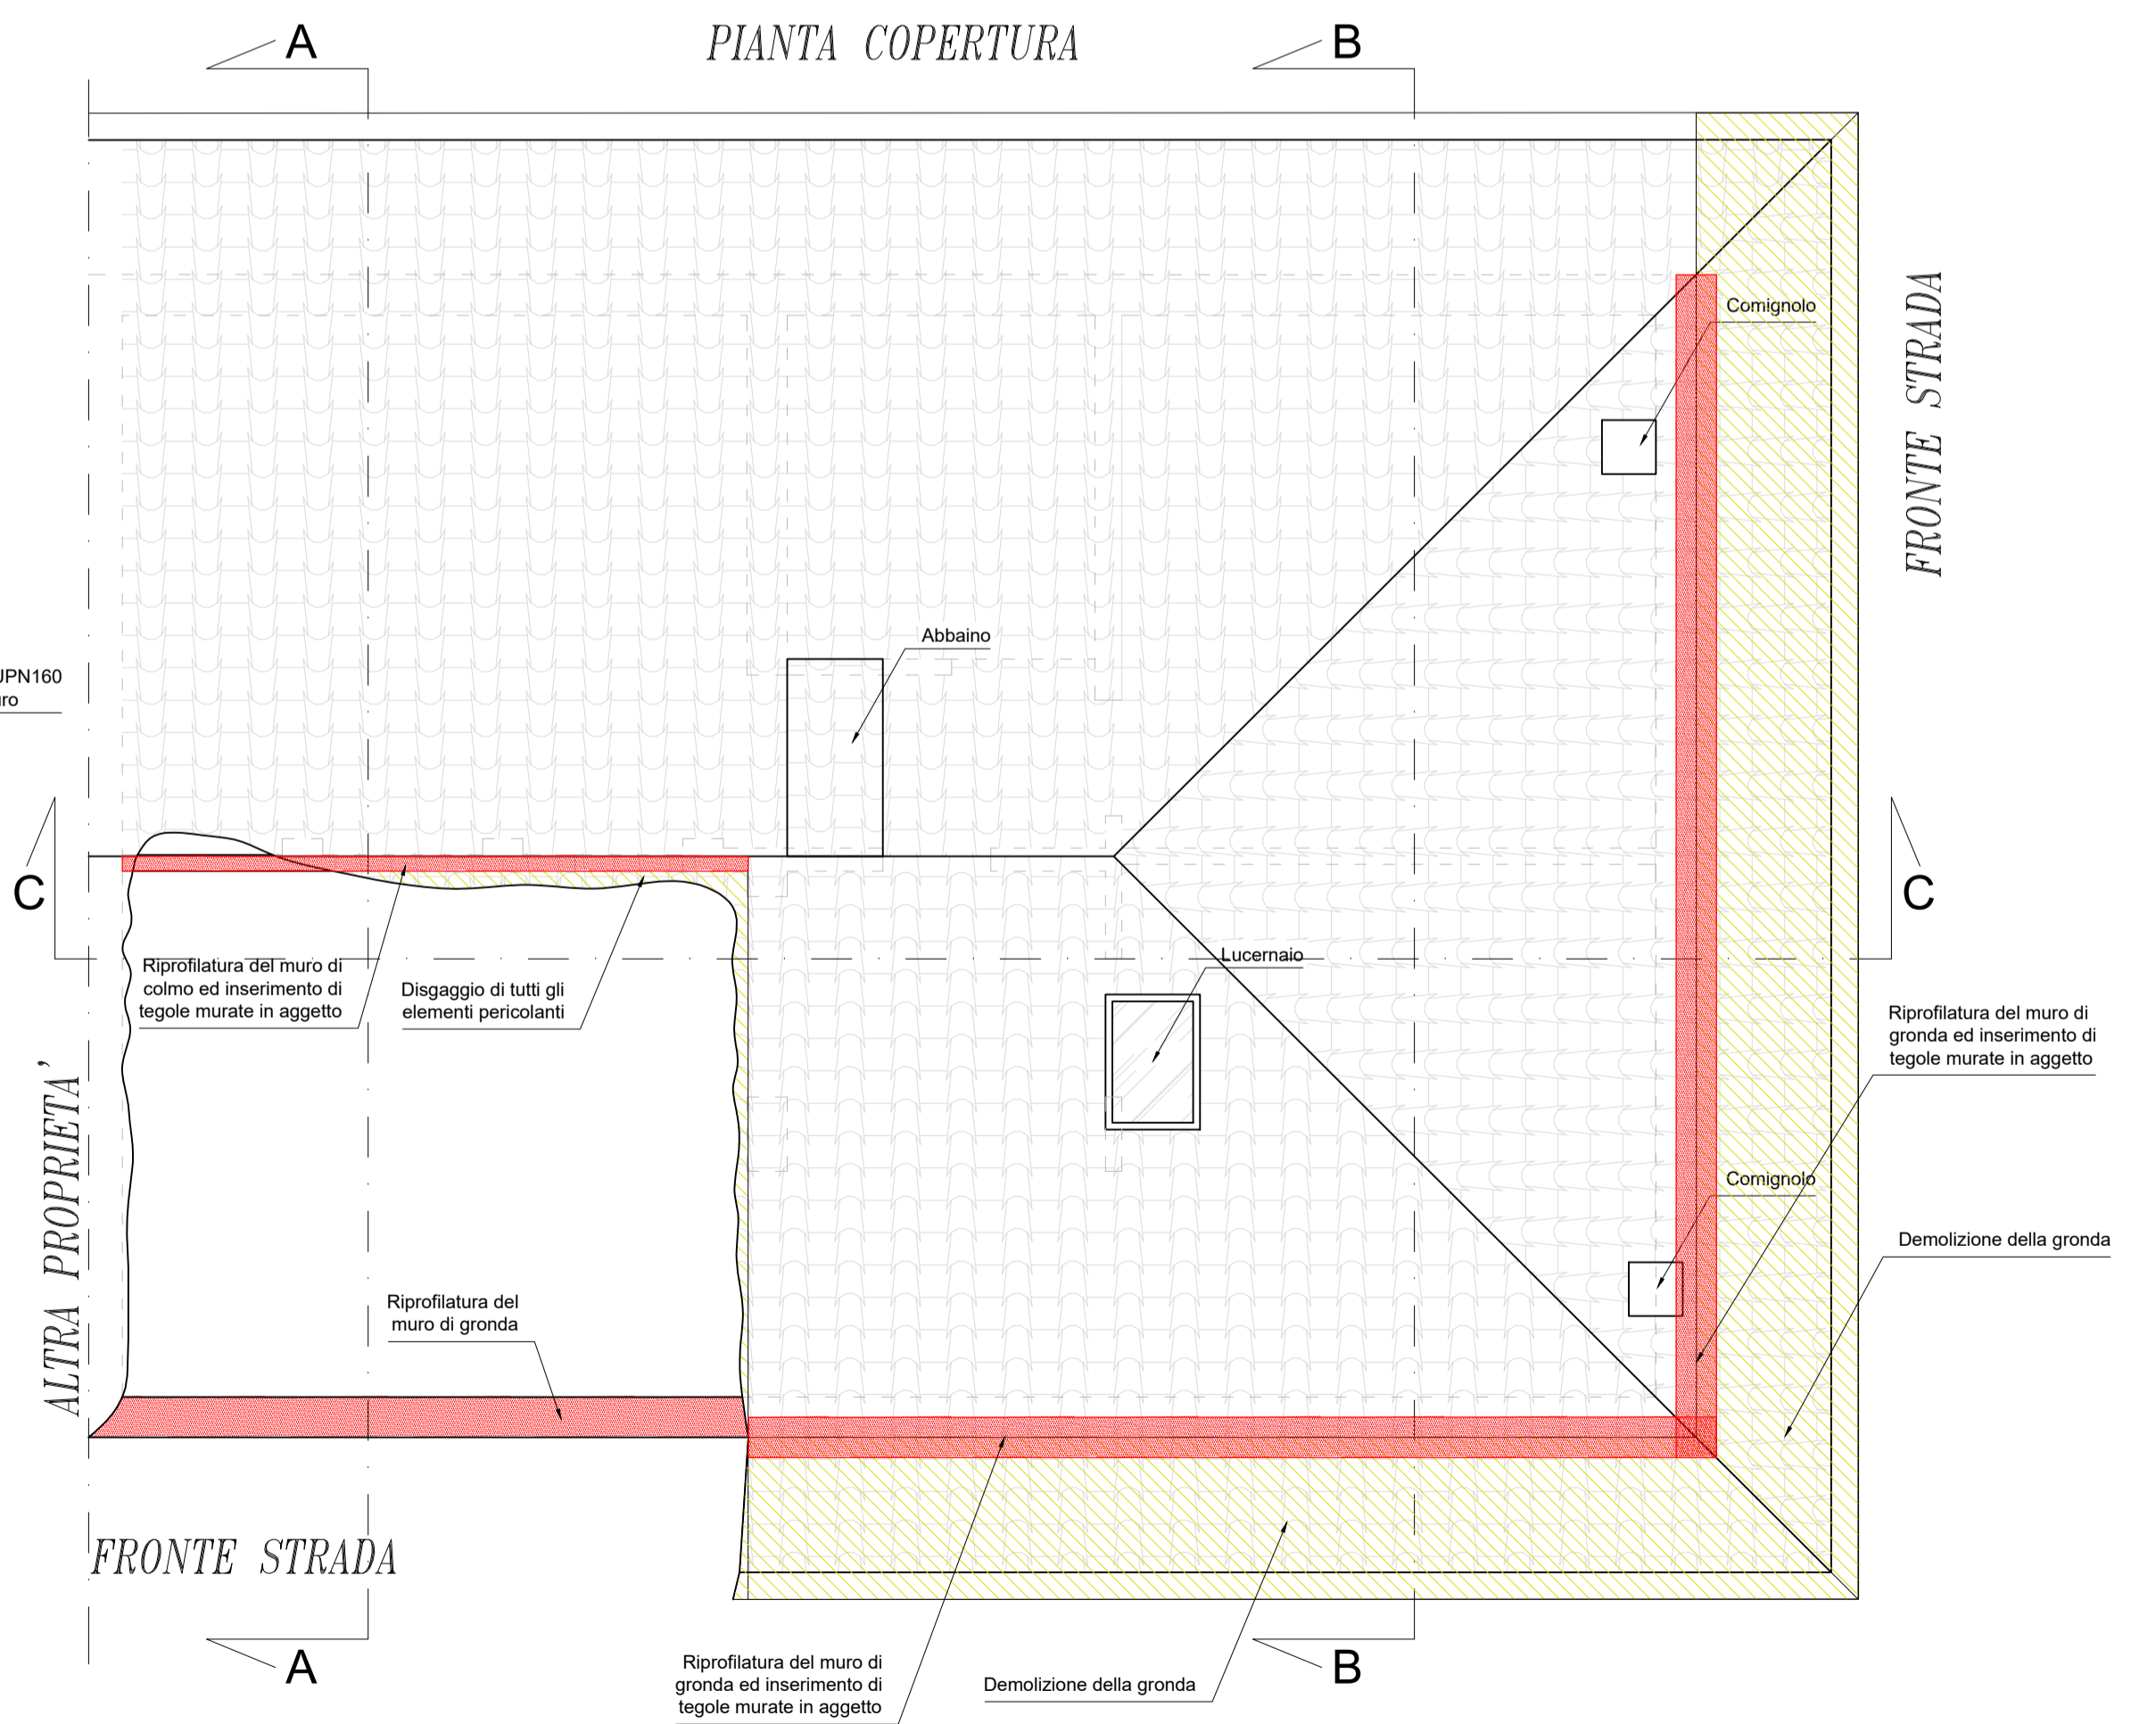 PIANTA COPERTURA
A
B
Comignolo
FRONTE STRADA
Abbaino
UPN160
C
C
Lucernaio
Riprofilatura del muro di
colmo ed inserimento di
tegole murate in aggetto
Disgaggio di tutti gli
elementi pericolanti
Riprofilatura del muro di
gronda ed inserimento di
tegole murate in aggetto
ALTRA PROPRIETA'
Comignolo
Demolizione della gronda
Riprofilatura del
muro di gronda
FRONTE STRADA
A
B
Riprofilatura del muro di
gronda ed inserimento di
tegole murate in aggetto
Demolizione della gronda